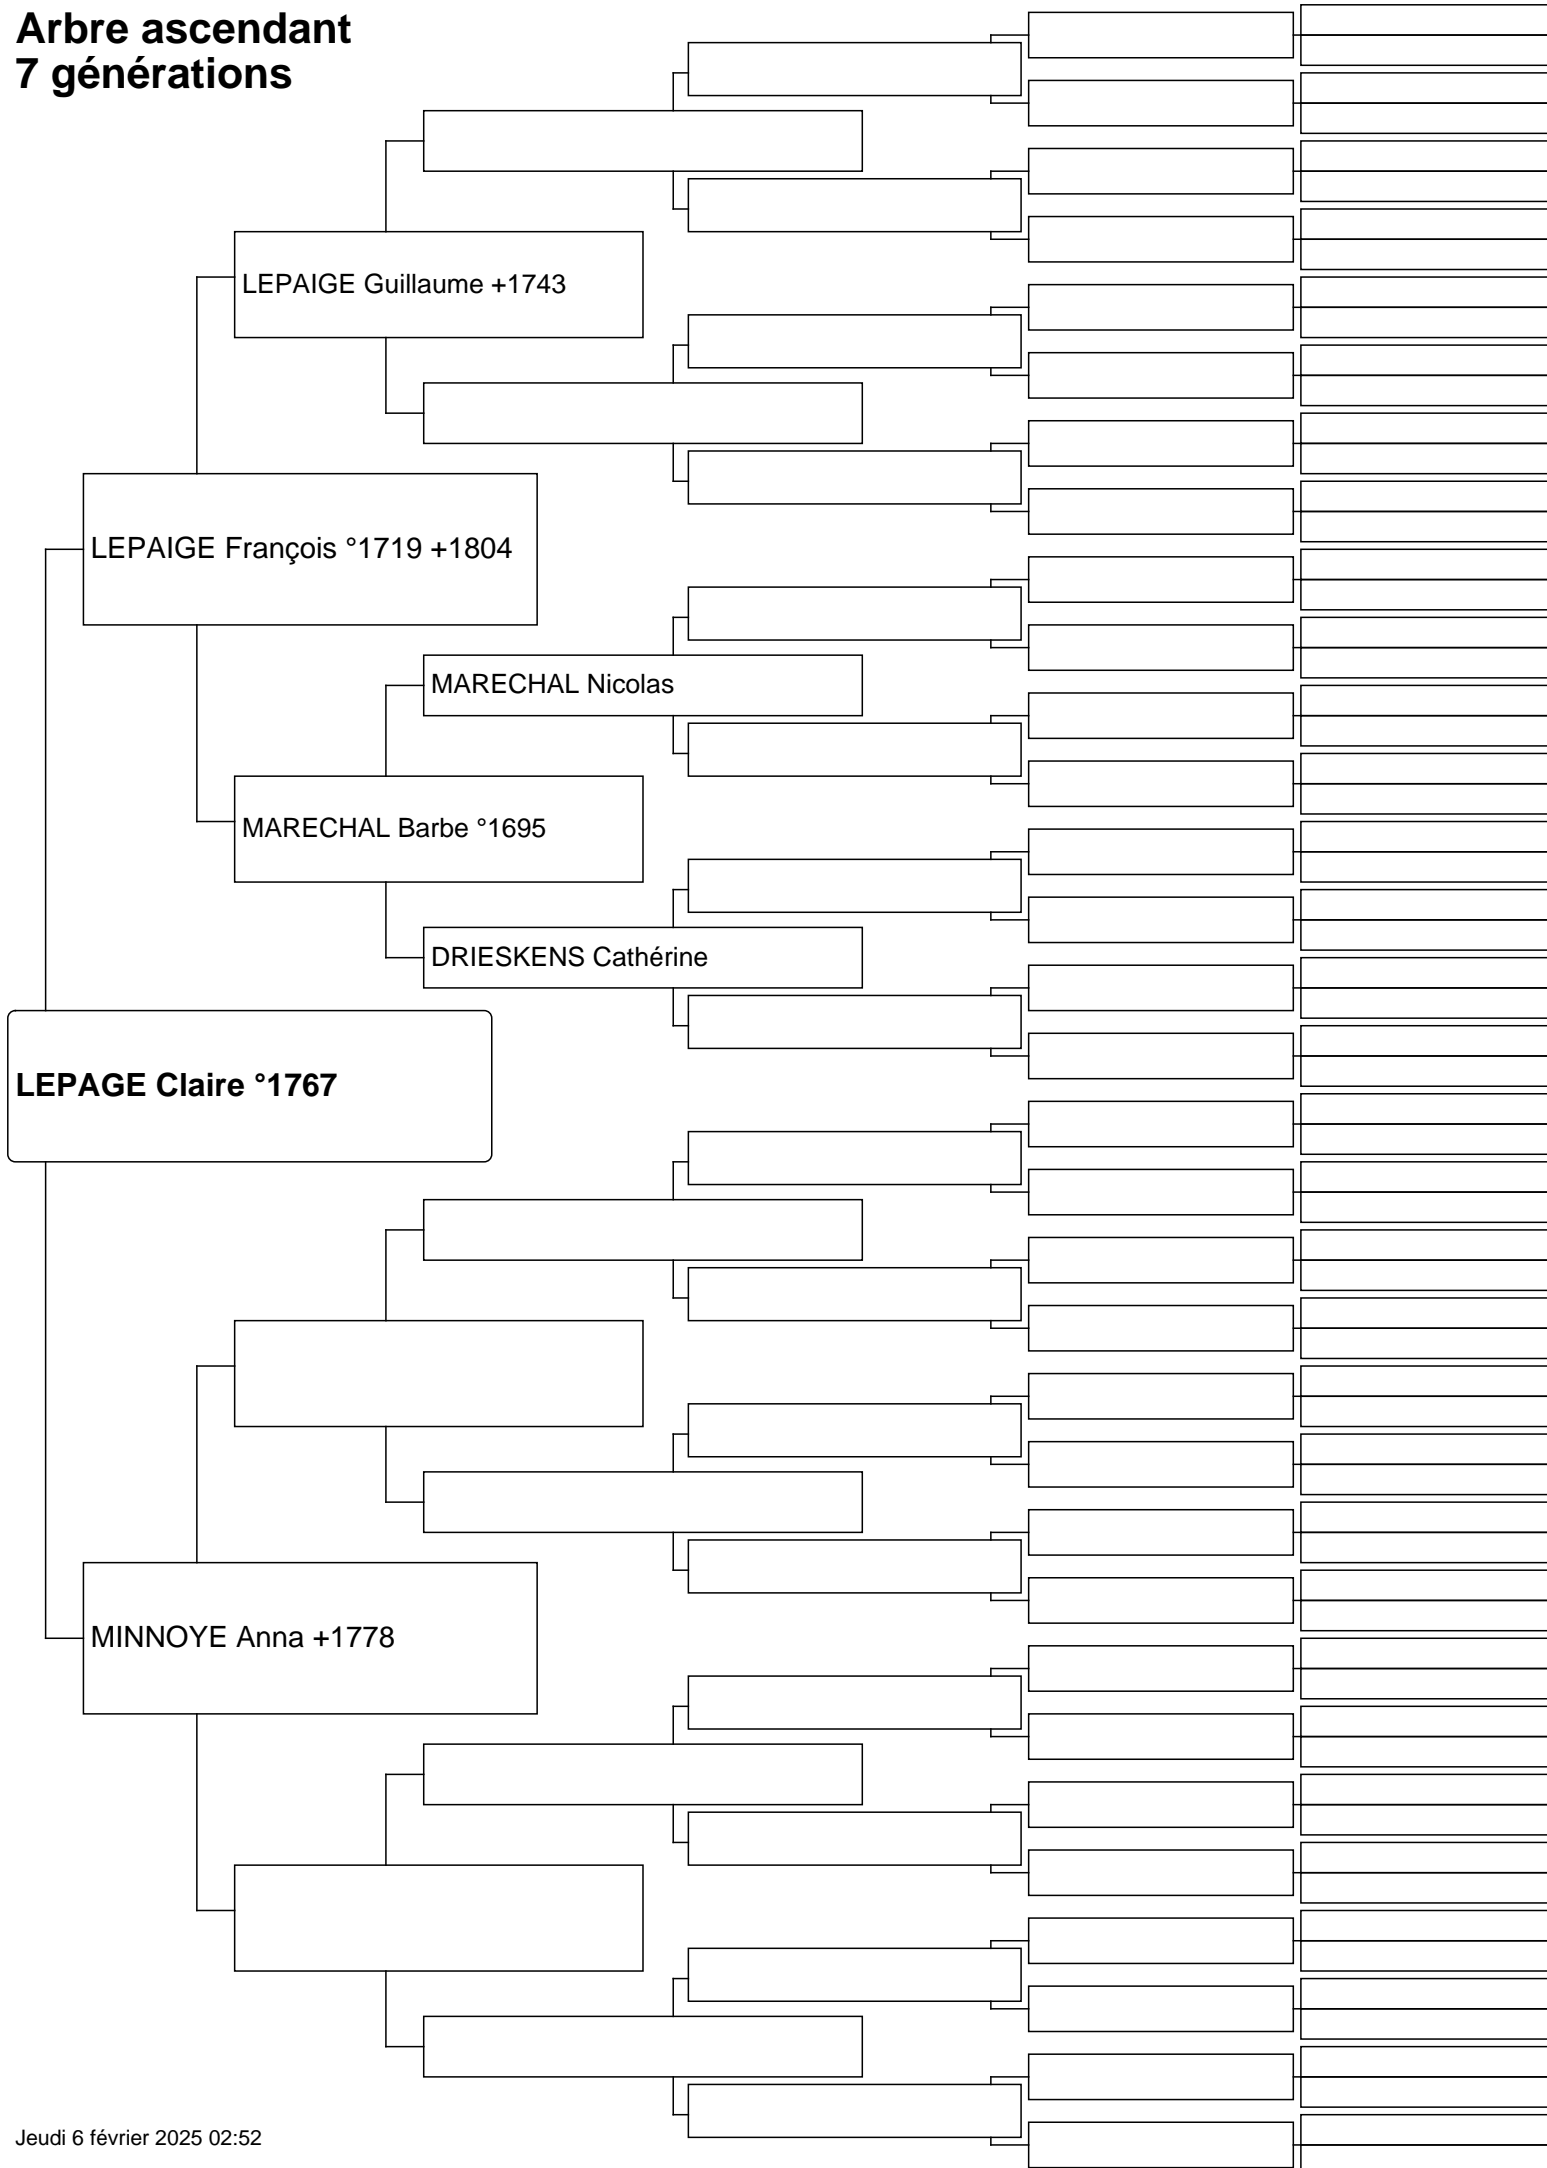 Arbre ascendant
7 générations
LEPAIGE Guillaume +1743
LEPAIGE François °1719 +1804
MARECHAL Nicolas
MARECHAL Barbe °1695
DRIESKENS Cathérine
LEPAGE Claire °1767
MINNOYE Anna +1778
Jeudi 6 février 2025 02:52